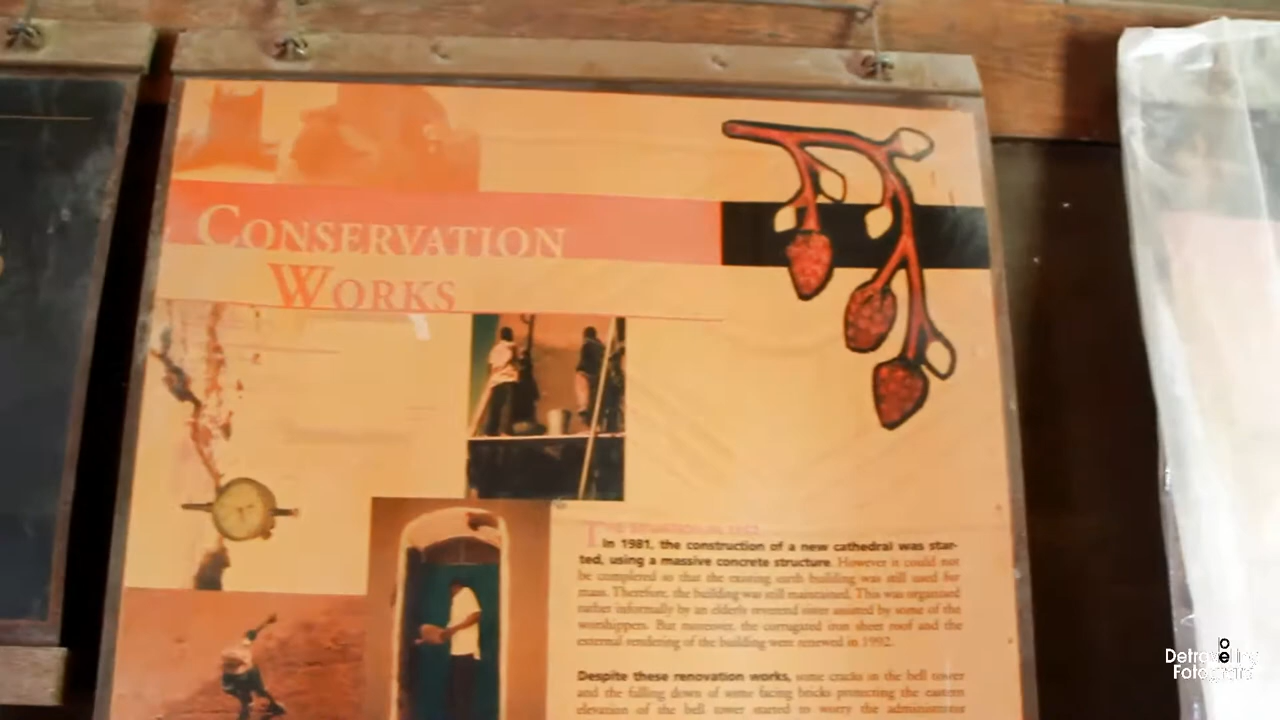 CONSERVATION
WORKS
In 1981, the construction of a new cathedral was star-
ted, using a massive concrete structure. However it could not
be completed so that the existing earth building was still used for
mass. Therefore, the building was still maintained. This was organised
rather informally by an elderly reverend sister assisted by some of the
worshippers. But moreover, the corrugated iron sheet roof and the
external rendering of the building were renewed in 1992.
Despite these renovation works, some cracks in the bell tower
and the falling down of some facing bricks protecting the eastern
elevation of the bell tower started to worry the administrator